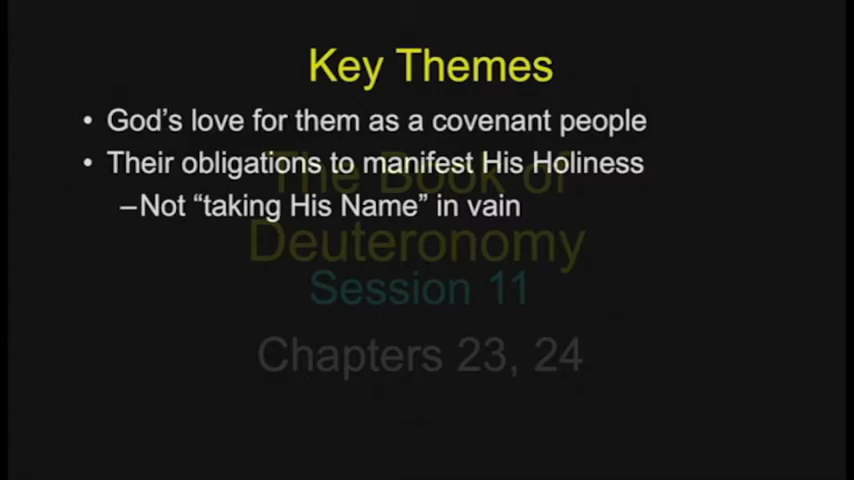 Key Themes
• God's love for them as a covenant people
• Their obligations to manifest His Holiness
–Not “taking His Name” in vain
The Book of
Deuteronomy
Session 11
Chapters 23, 24